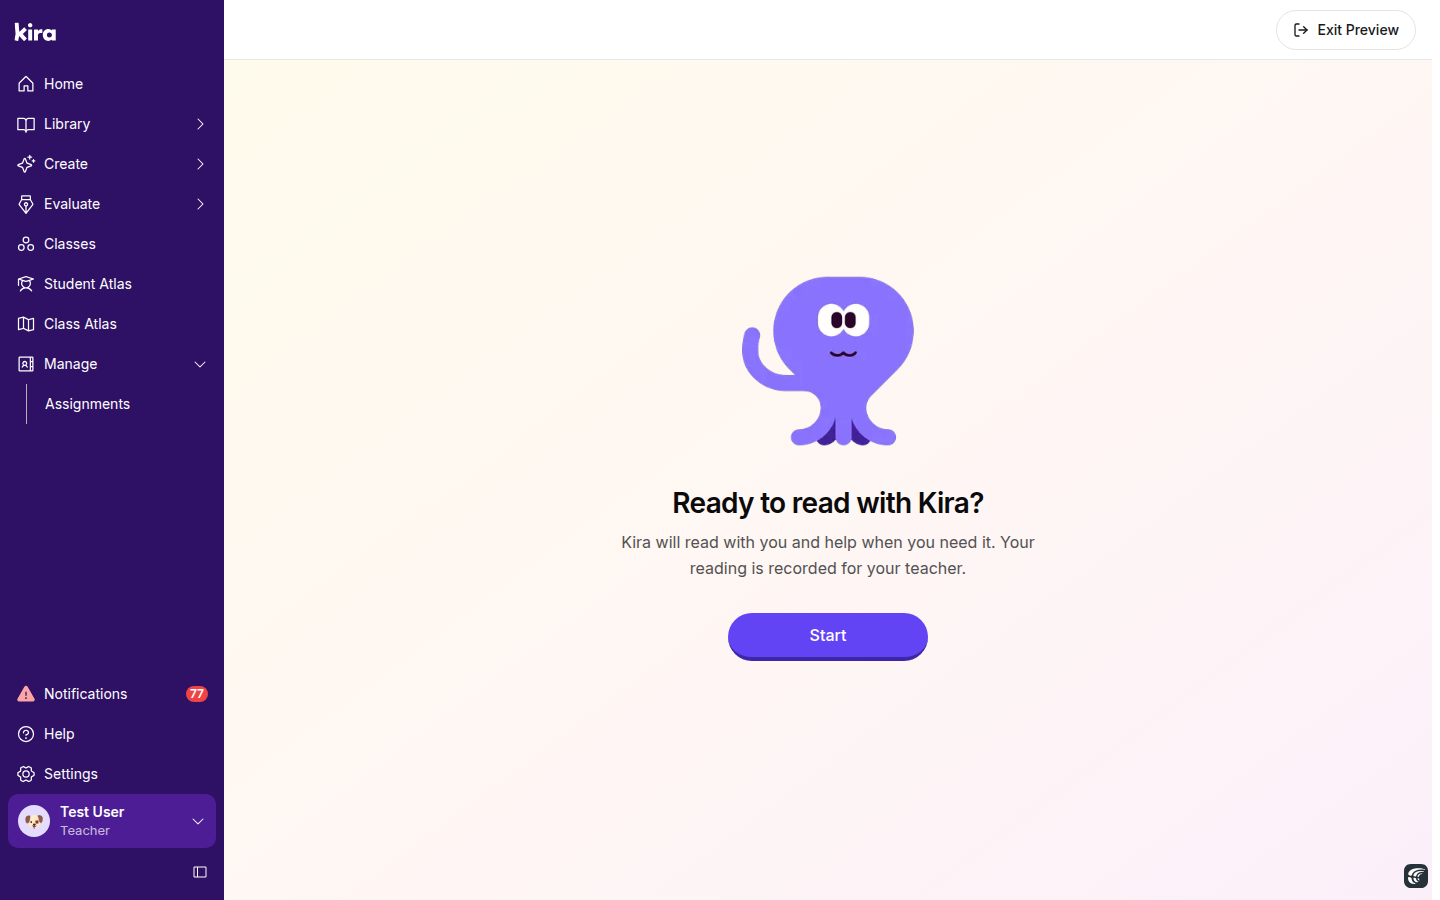 kira
Home
Library
Create
Evaluate
Classes
Student Atlas
Class Atlas
Manage
Assignments
Notifications 77
Help
Settings
Test User
Teacher
Exit Preview
Ready to read with Kira?
Kira will read with you and help when you need it. Your
reading is recorded for your teacher.
Start